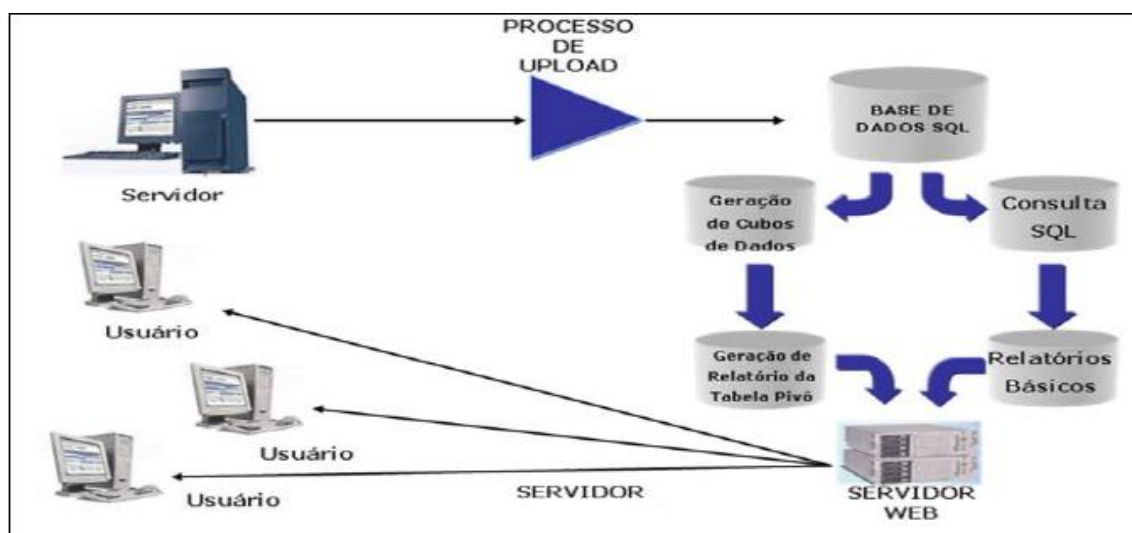 PROCESSO
DE
UPLOAD
BASE DE
DADOS SQL
Servidor
Geração
de Cubos
de Dados
Consulta
SQL
Usuário
Geração de
Relatório da
Tabela Pivô
Relatórios
Básicos
Usuário
Usuário
SERVIDOR
SERVIDOR
WEB